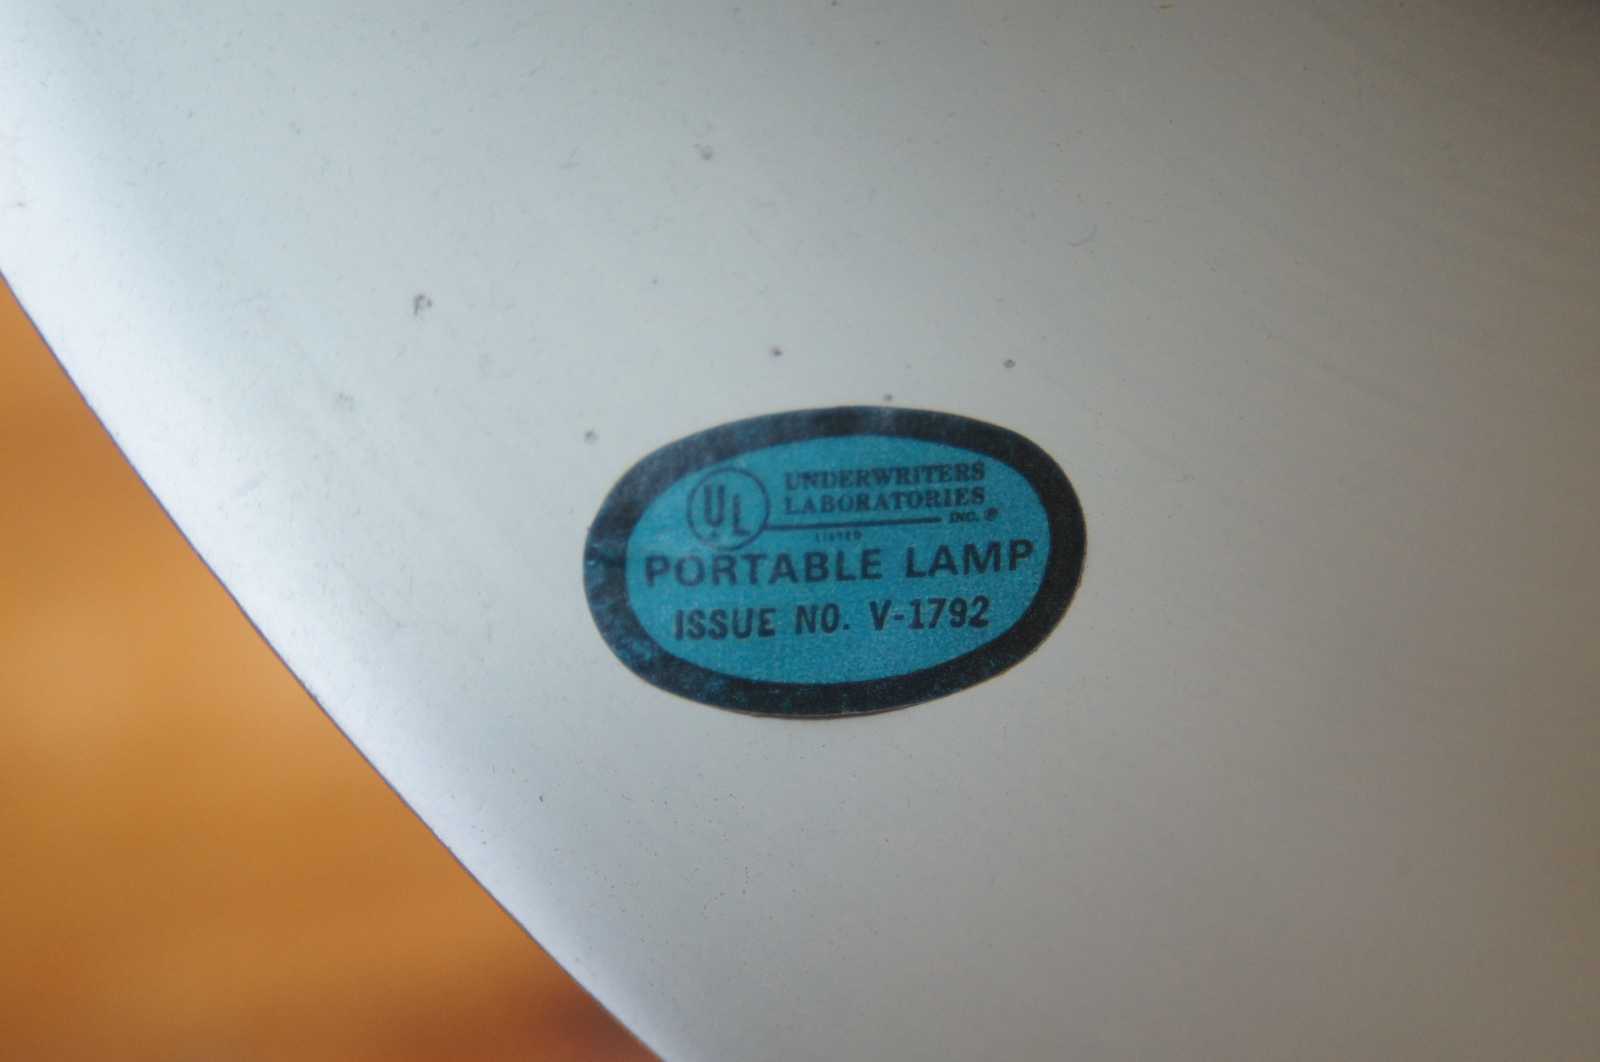 UL UNDERWRITERS
LABORATORIES
INC. ®
LISTED
PORTABLE LAMP
ISSUE NO. V-1792